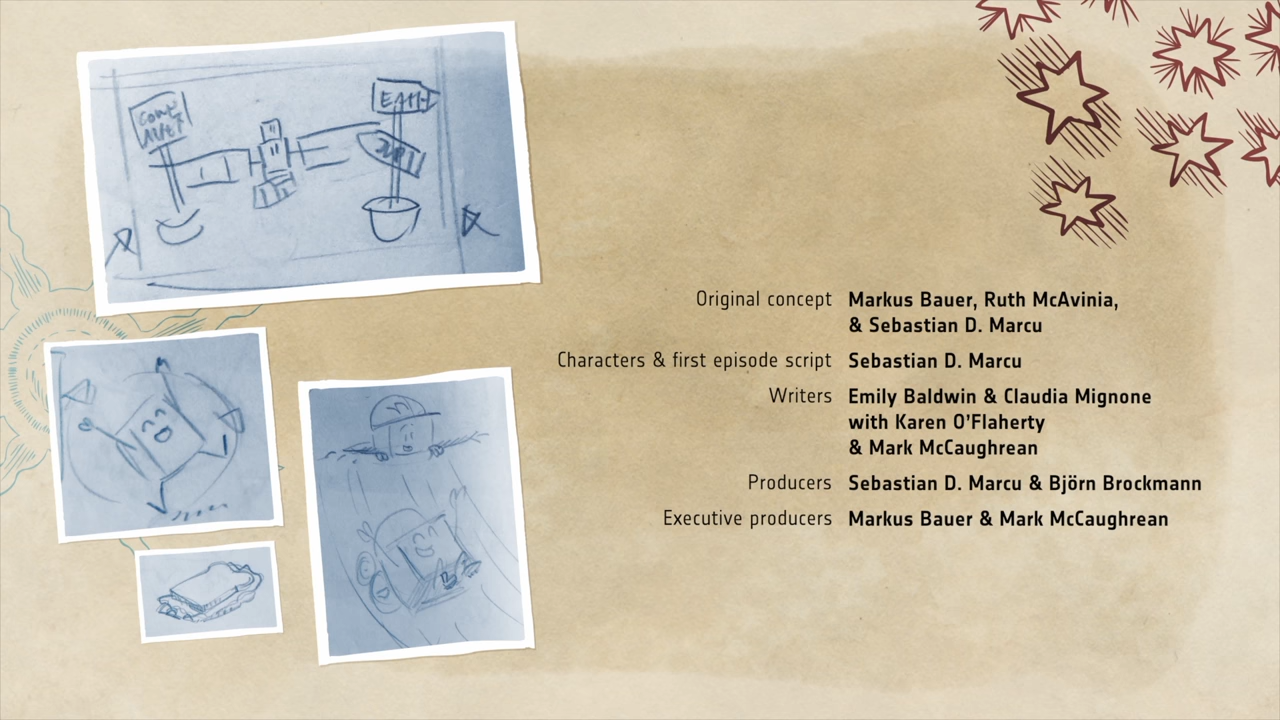 EATH
Original concept Markus Bauer, Ruth McAvinia,
& Sebastian D. Marcu
Characters & first episode script Sebastian D. Marcu
Writers Emily Baldwin & Claudia Mignone
with Karen O'Flaherty
& Mark McCaughrean
Producers Sebastian D. Marcu & Björn Brockmann
Executive producers Markus Bauer & Mark McCaughrean